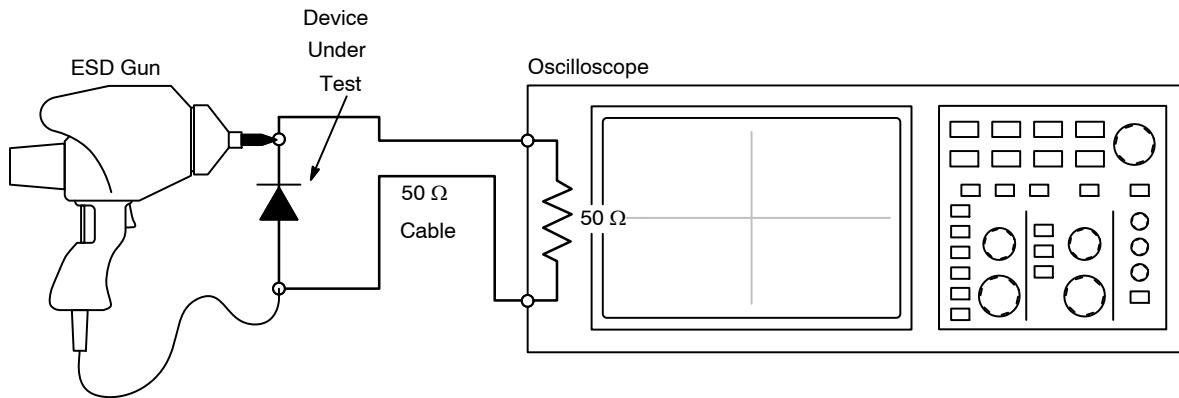 Device
Under
Test
ESD Gun
Oscilloscope
50 Ω
Cable
50 Ω